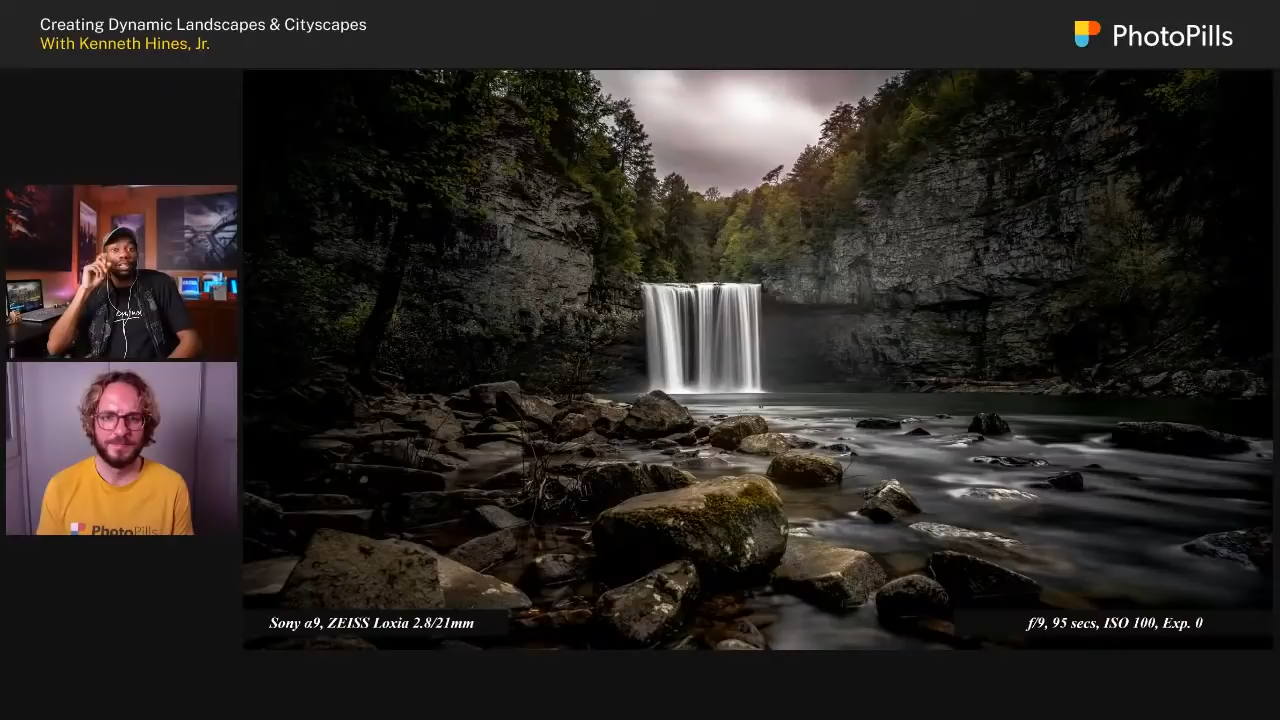 Creating Dynamic Landscapes & Cityscapes
With Kenneth Hines, Jr.
PhotoPills
PhotoPills
Sony α9, ZEISS Loxia 2.8/21mm
f/9, 95 secs, ISO 100, Exp. 0